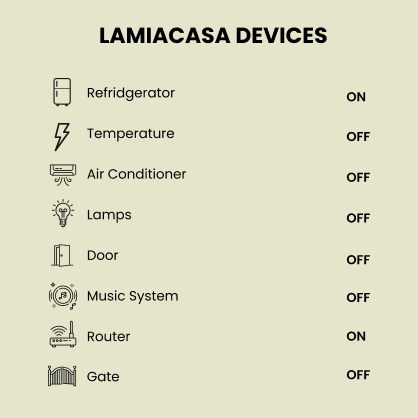 LAMIACASA DEVICES
Refridgerator ON
Temperature OFF
Air Conditioner OFF
Lamps OFF
Door OFF
Music System OFF
Router ON
Gate OFF